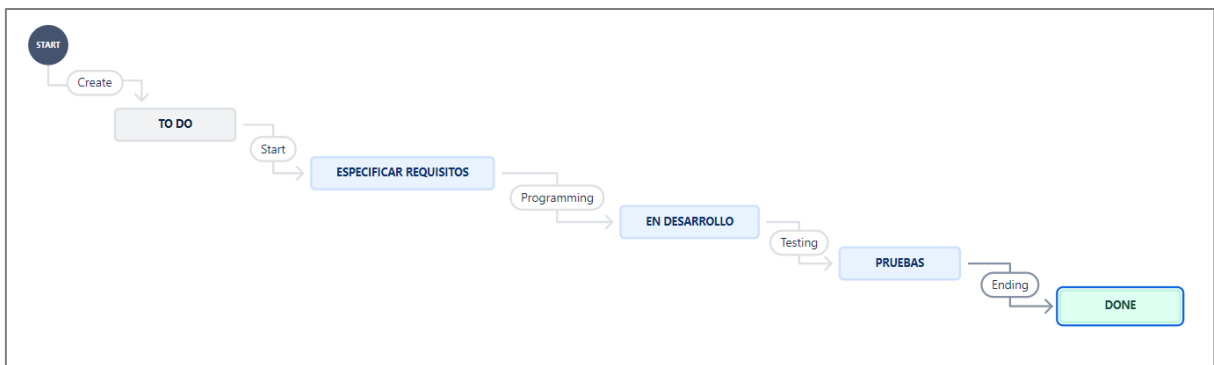 START
Create
TO DO
Start
ESPECIFICAR REQUISITOS
Programming
EN DESARROLLO
Testing
PRUEBAS
Ending
DONE